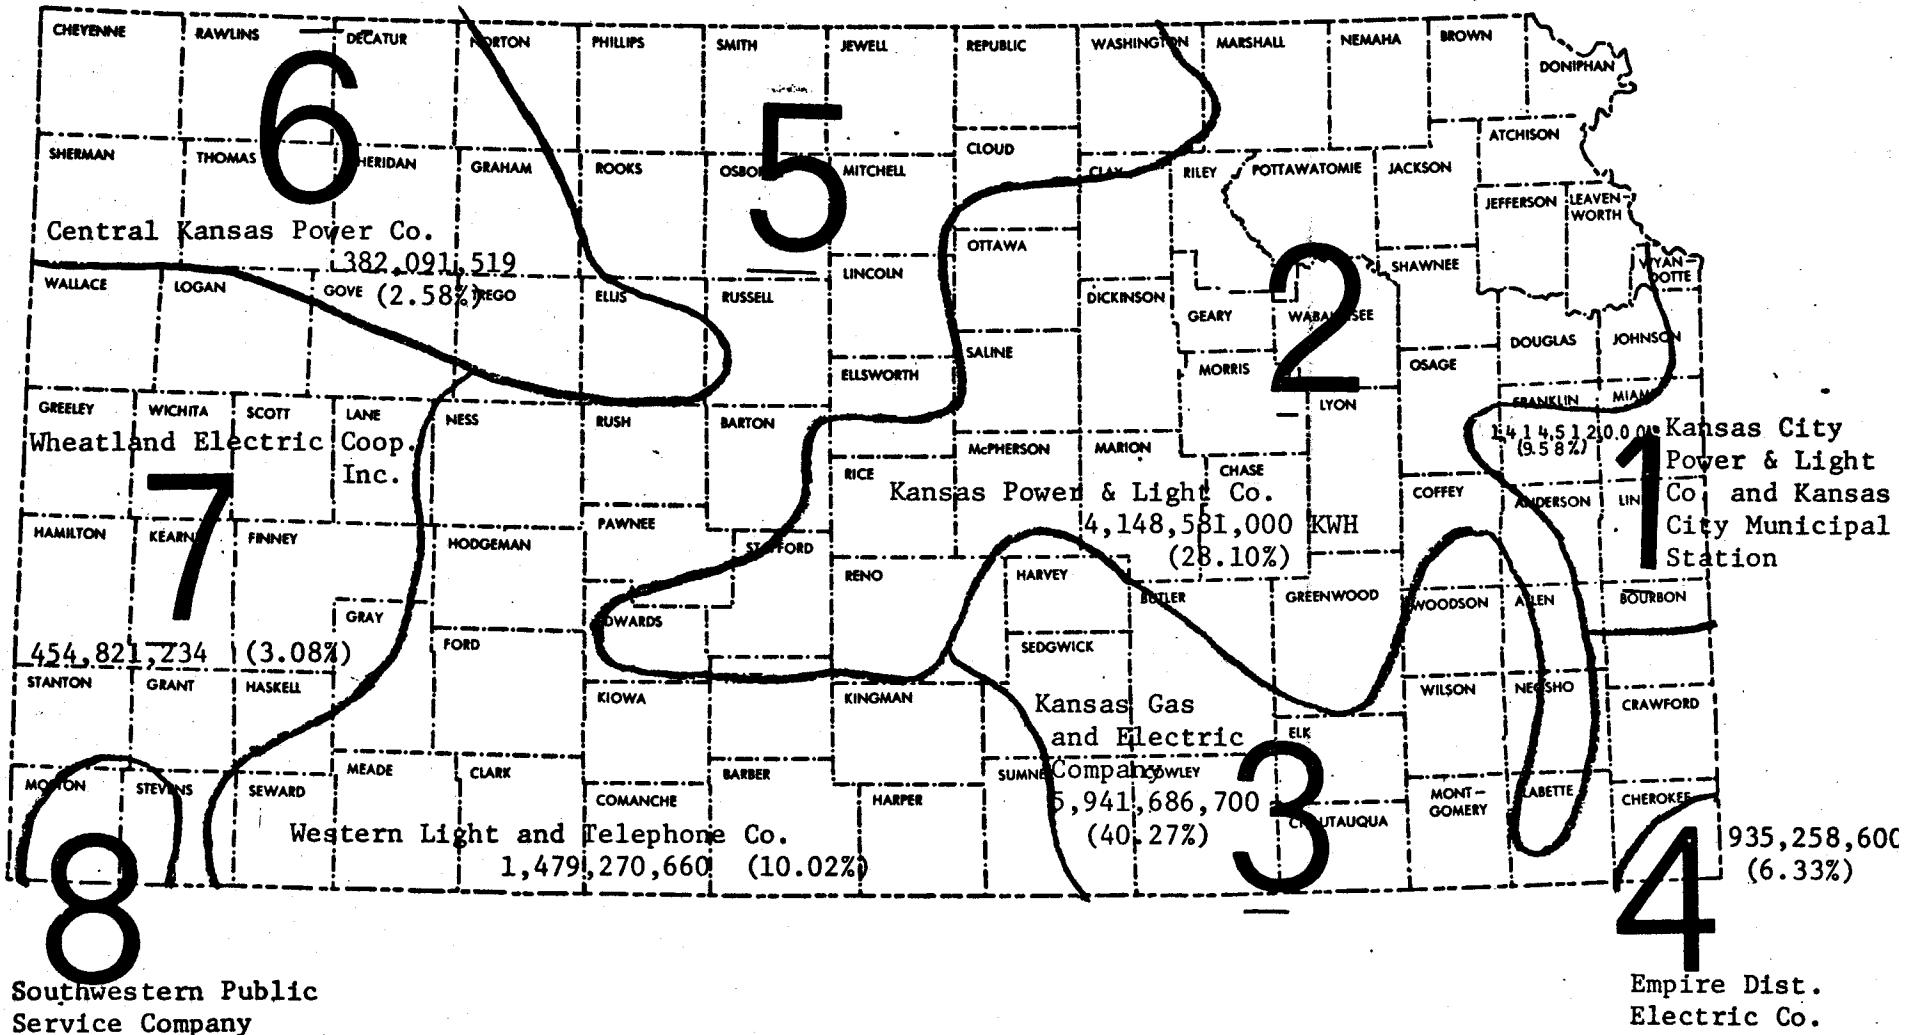 CHEYENNE RAWLINS DECATUR NORTON PHILLIPS SMITH JEWELL REPUBLIC WASHINGTON MARSHALL NEMAHA BROWN
DONIPHAN
6 5
ATCHISON
SHERMAN THOMAS GRAHAM ROOKS MITCHELL CLOUD
CLAY RILEY POTTAWATOMIE JACKSON
JEFFERSON LEAVEN-
WORTH
Central Kansas Power Co.
382,091,519
(2.58%)
OTTAWA
2
SHAWNEE
WYAN-
DOTTE
WALLACE LOGAN GOVE TREGO ELLIS RUSSELL LINCOLN DICKINSON
GEARY
DOUGLAS JOHNSON
SALINE
ELLSWORTH MORRIS OSAGE
GREELEY WICHITA SCOTT LANE NESS RUSH BARTON
LYON
FRANKLIN
1414512000
(9.58%)
1
Kansas City
Power & Light
Co and Kansas
City Municipal
Station
Wheatland Electric Coop.
Inc.
7
McPHERSON MARION
RICE CHASE
Kansas Power & Light Co.
4,148,581,000 KWH
(28.10%)
COFFEY ANDERSON
HAMILTON FINNEY HODGEMAN PAWNEE
RENO HARVEY BUTLER GREENWOOD WOODSON ALLEN BOURBON
GRAY FORD
SEDGWICK
454,821,234 (3.08%)
STANTON GRANT HASKELL KIOWA KINGMAN
WILSON NEOSHO CRAWFORD
Kansas Gas
and Electric
Company
5,941,686,700
(40.27%)
3
ELK
MORTON STEVENS SEWARD MEADE CLARK COMANCHE BARBER HARPER
MONT-
GOMERY
LABETTE CHEROKEE
Western Light and Telephone Co.
1,479,270,660 (10.02%)
8
4
935,258,600
(6.33%)
Southwestern Public
Service Company
Empire Dist.
Electric Co.